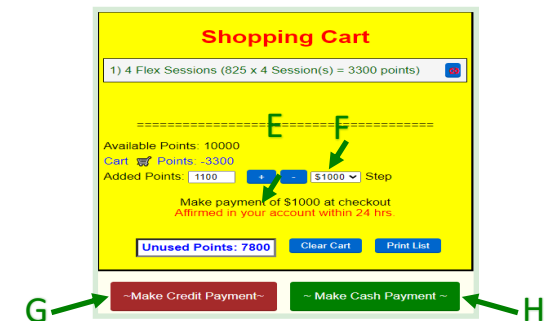 Shopping Cart
1) 4 Flex Sessions (825 x 4 Session(s) = 3300 points)
===================================
E F
Available Points: 10000
Cart Points: -3300
Added Points: 1100 + - $1000 Step
Make payment of $1000 at checkout
Affirmed in your account within 24 hrs.
Unused Points: 7800 Clear Cart Print List
G ~Make Credit Payment~ ~ Make Cash Payment ~ H